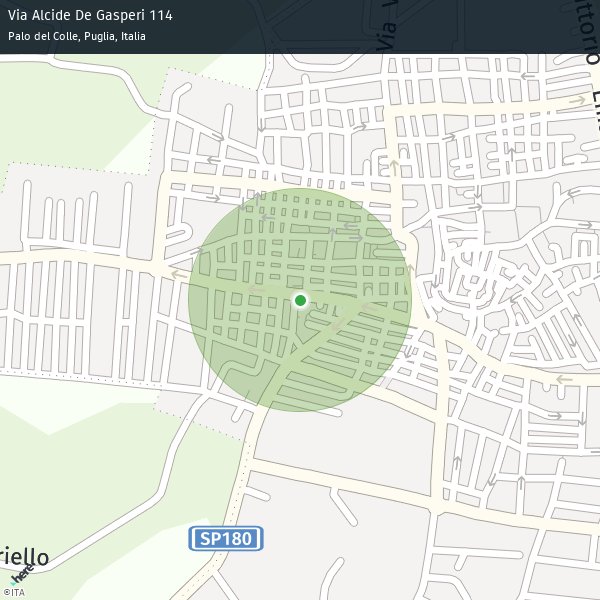 Via Alcide De Gasperi 114
Palo del Colle, Puglia, Italia
Via V
ttorio
Em
SP180
riello
here
©ITA